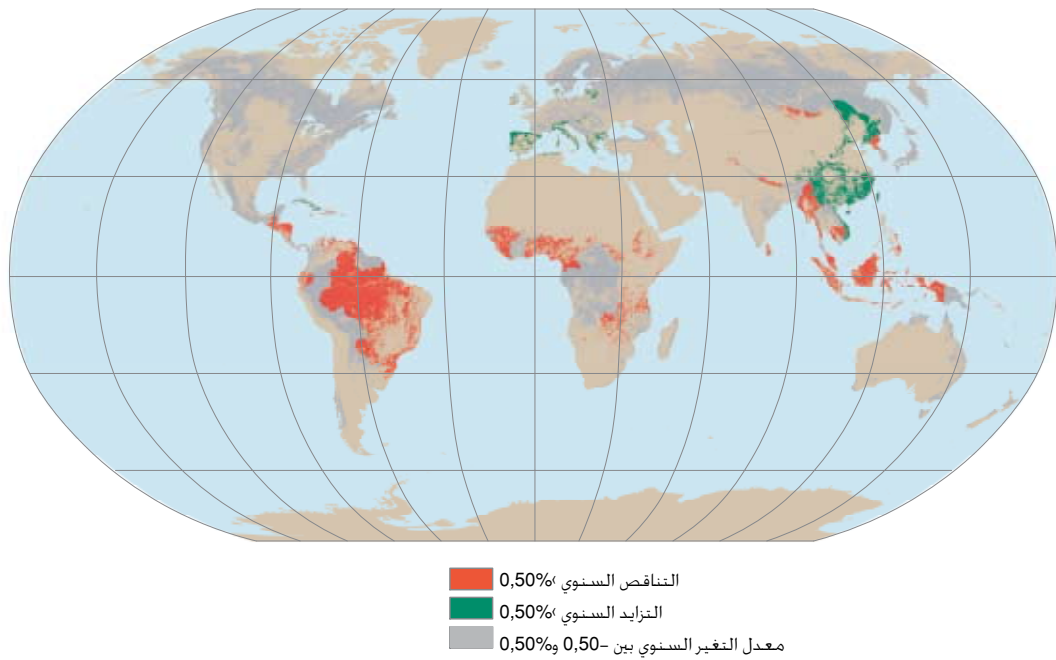 التناقص السنوي ›0,50%
التزايد السنوي ›0,50%
معدل التغير السنوي بين -0,50 و0,50%